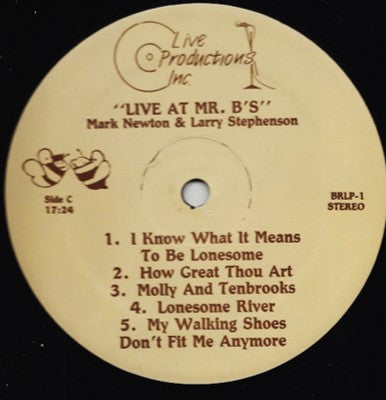 Live
Productions
Inc.
"LIVE AT MR. B'S"
Mark Newton & Larry Stephenson
Side C
17:24
BRLP-1
STEREO
1. I Know What It Means
To Be Lonesome
2. How Great Thou Art
3. Molly And Tenbrooks
4. Lonesome River
5. My Walking Shoes
Don't Fit Me Anymore